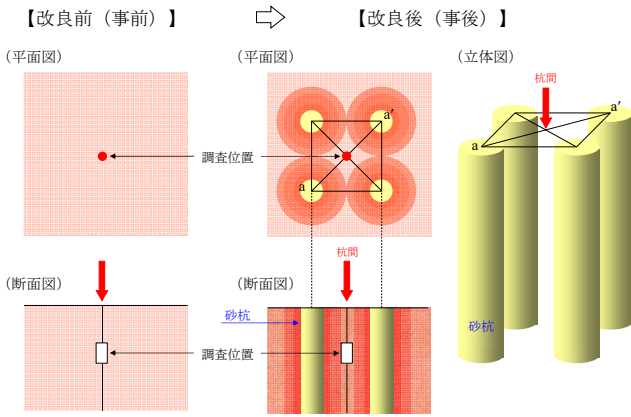 【改良前（事前）】
【改良後（事後）】
（平面図）
（平面図）
（立体図）
杭間
a′
a
a′
調査位置
a
（断面図）
（断面図）
杭間
砂杭
砂杭
調査位置